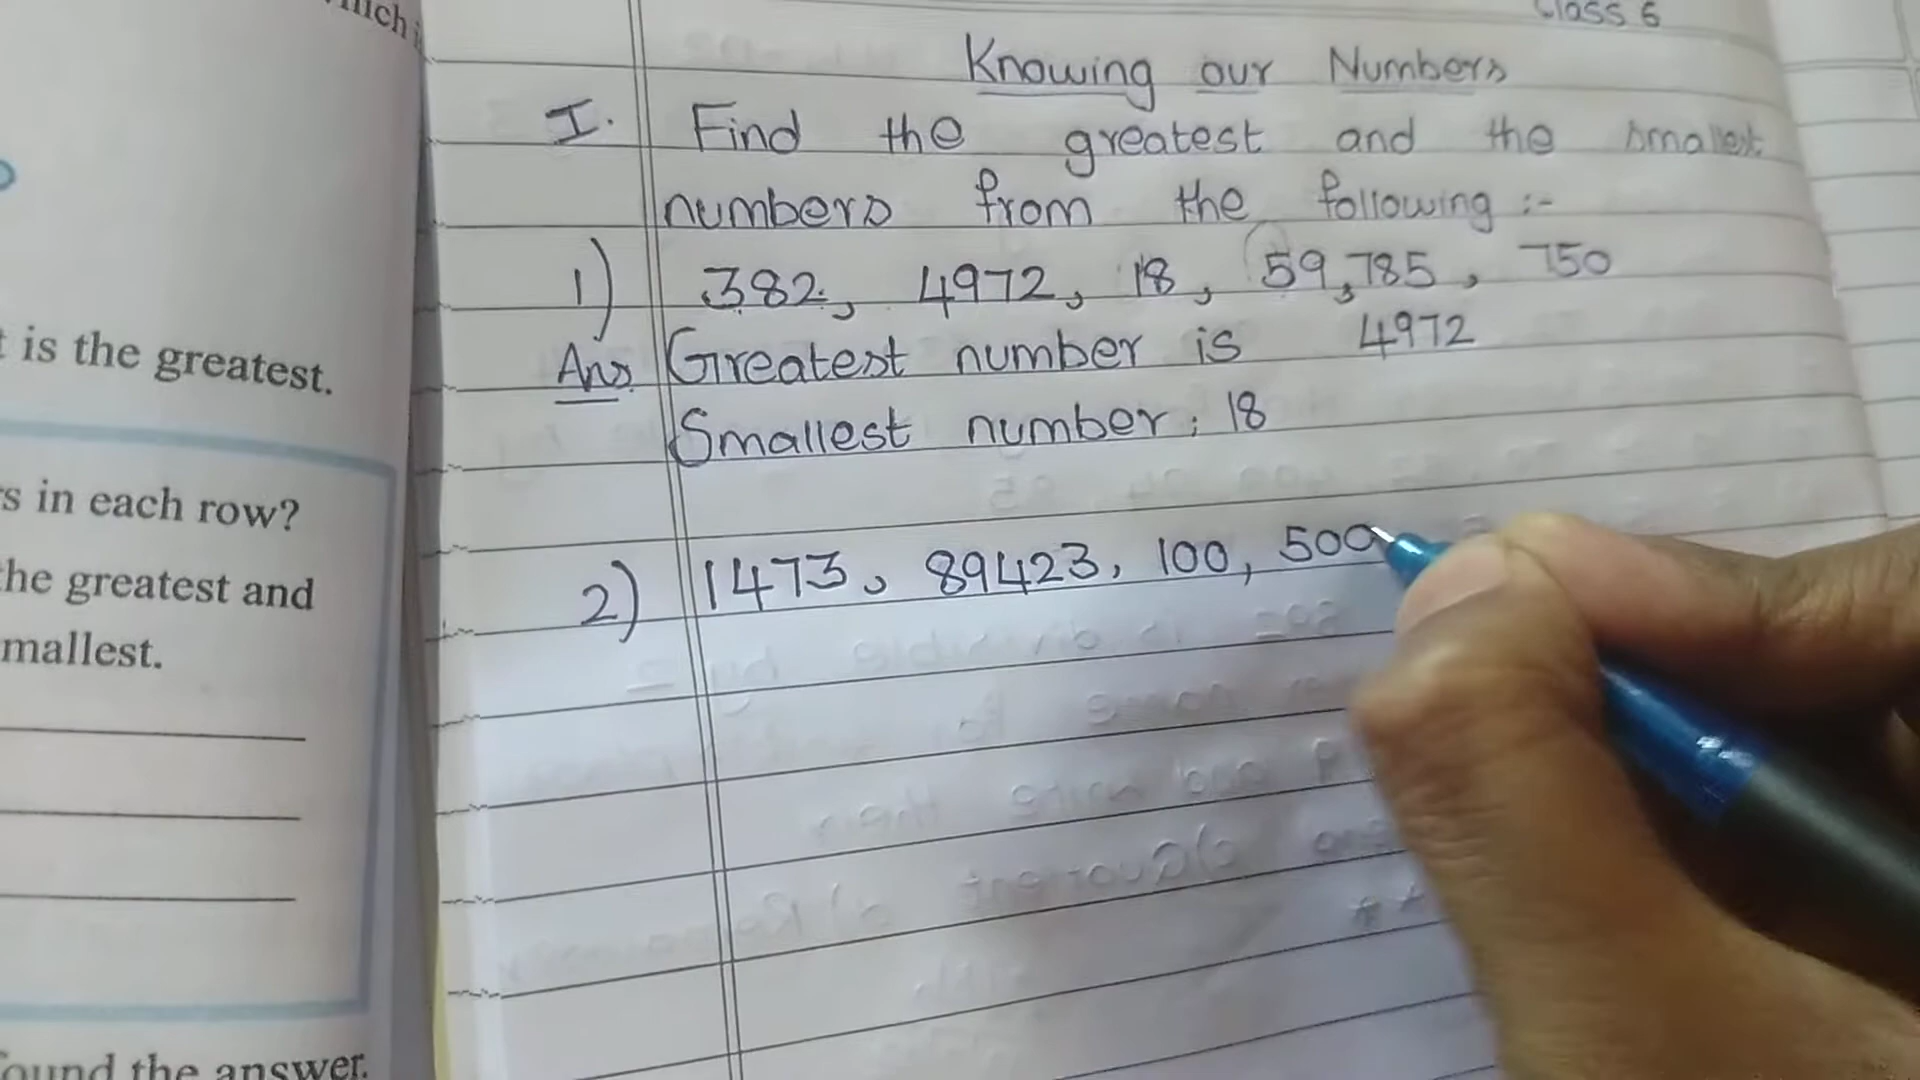 is the greatest.
in each row?
the greatest and
mallest.
ound the answer.
Class 6
Knowing our Numbers
I. Find the greatest and the smallest
numbers from the following :-
1) 382, 4972, 18, 59,785, 750
Ans. Greatest number is 4972
Smallest number: 18
2) 1473, 89423, 100, 500